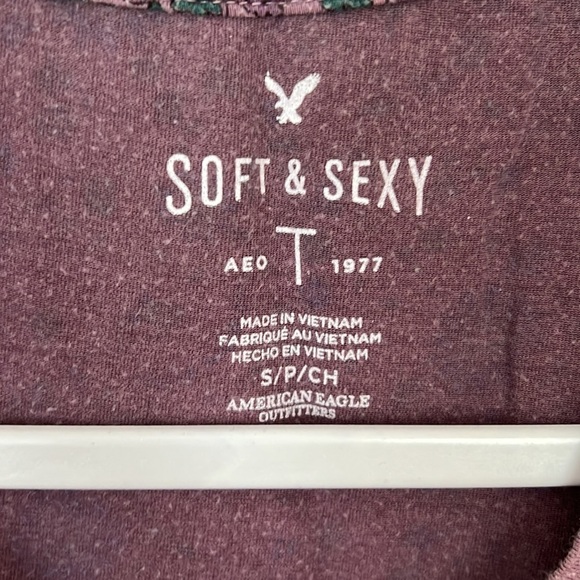 SOFT & SEXY
AEO T 1977
MADE IN VIETNAM
FABRIQUÉ AU VIETNAM
HECHO EN VIETNAM
S/P/CH
AMERICAN EAGLE
OUTFITTERS